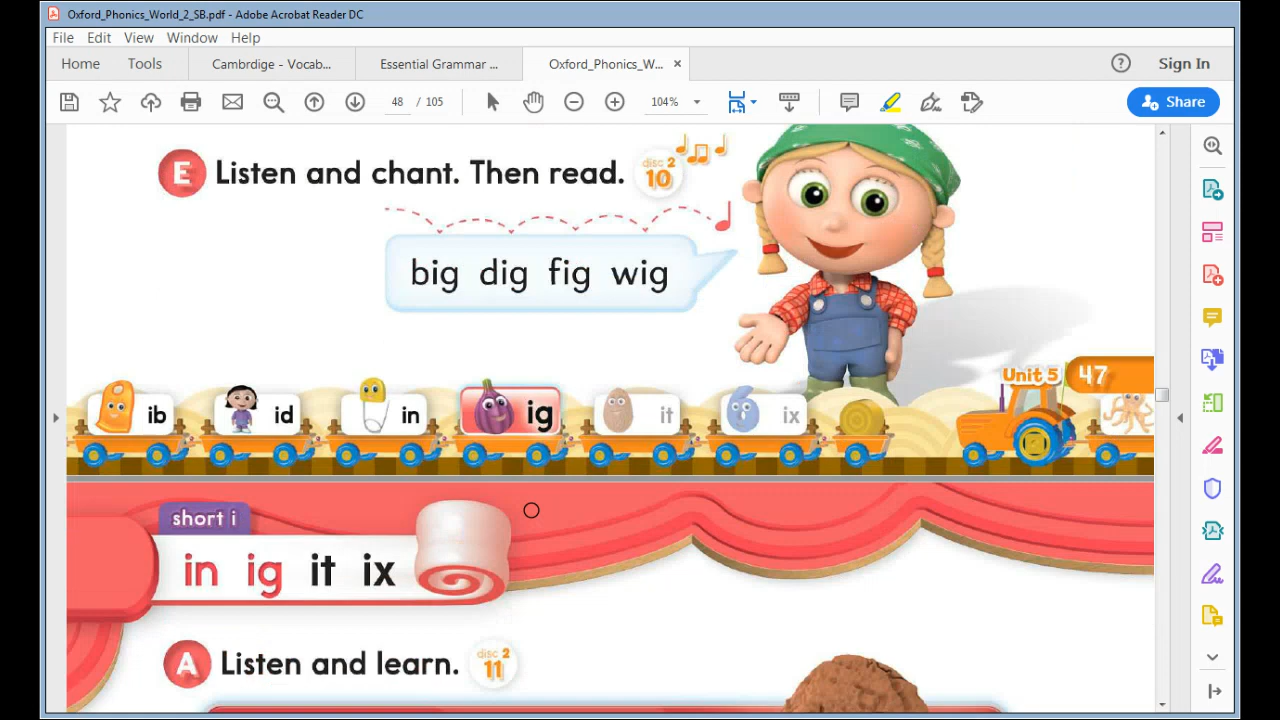 Oxford_Phonics_World_2_SB.pdf - Adobe Acrobat Reader DC
File Edit View Window Help
Home Tools Cambrdige - Vocab... Essential Grammar ... Oxford_Phonics_W... × ? Sign In
48 / 105 104% Share
E Listen and chant. Then read. disc 2 10
big dig fig wig
Unit 5 47
ib id in ig it 6 ix
short i
in ig it ix
A Listen and learn. disc 2 11